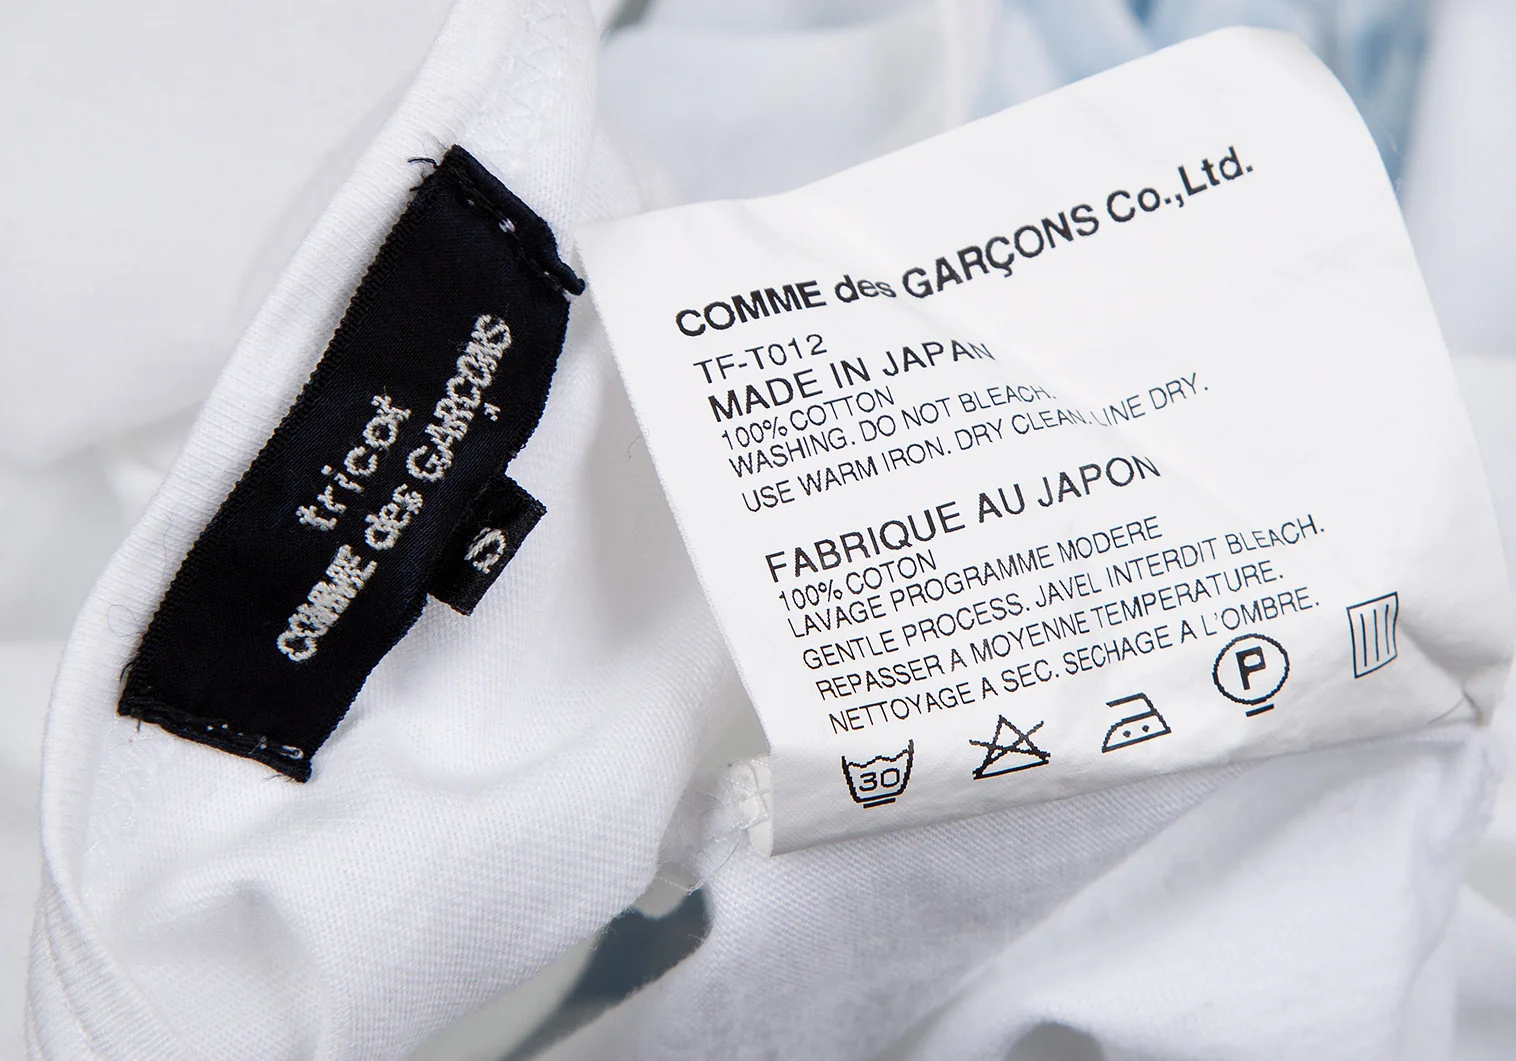 tricot
COMME des GARÇONS
COMME des GARÇONS Co.,Ltd.
TF-T012
MADE IN JAPAN
100% COTTON
WASHING. DO NOT BLEACH.
USE WARM IRON. DRY CLEAN. LINE DRY.
FABRIQUE AU JAPON
100% COTON
LAVAGE PROGRAMME MODERE
GENTLE PROCESS. JAVEL INTERDIT BLEACH.
REPASSER A MOYENNE TEMPERATURE.
NETTOYAGE A SEC. SECHAGE A L'OMBRE.
30
P